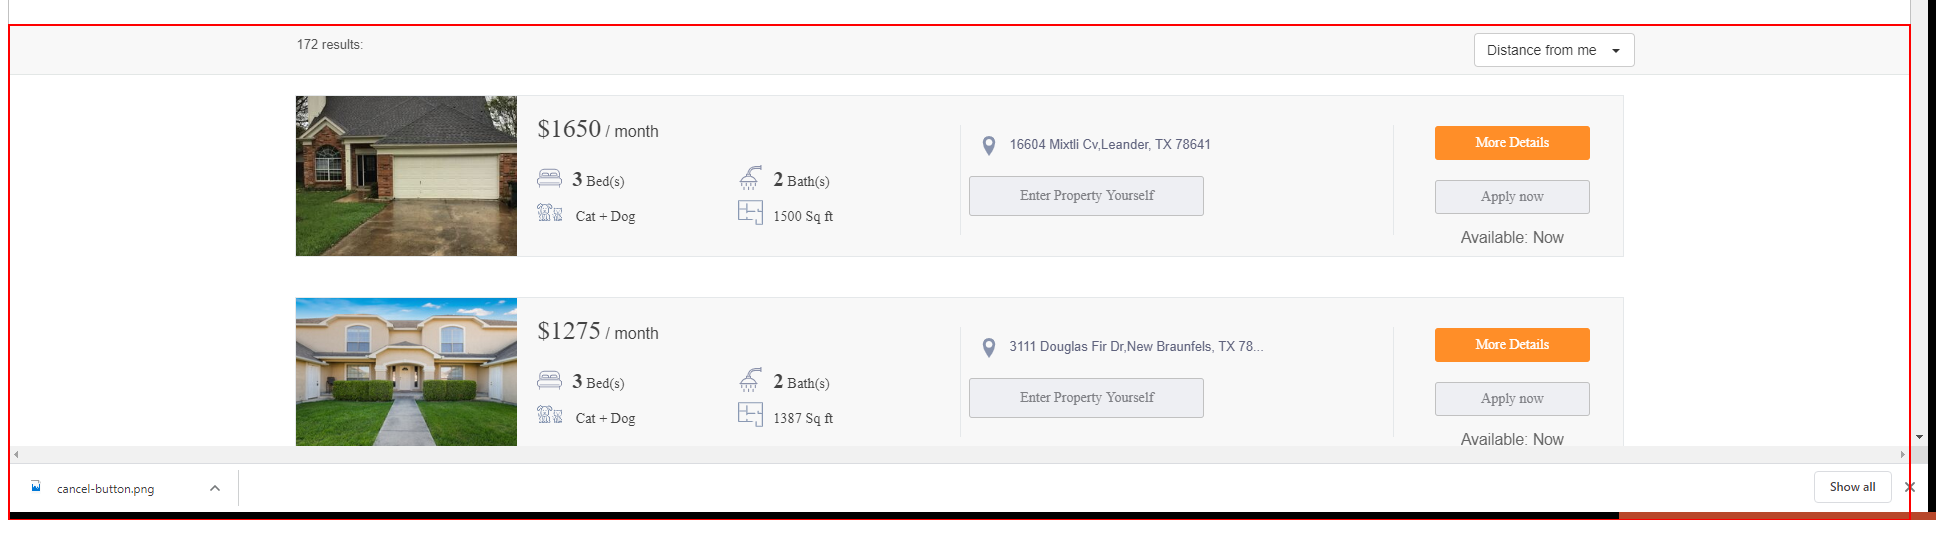 172 results:
Distance from me
$1650 / month
3 Bed(s)
2 Bath(s)
Cat + Dog
1500 Sq ft
16604 Mixtli Cv,Leander, TX 78641
Enter Property Yourself
More Details
Apply now
Available: Now
$1275 / month
3 Bed(s)
2 Bath(s)
Cat + Dog
1387 Sq ft
3111 Douglas Fir Dr,New Braunfels, TX 78...
Enter Property Yourself
More Details
Apply now
Available: Now
cancel-button.png
Show all